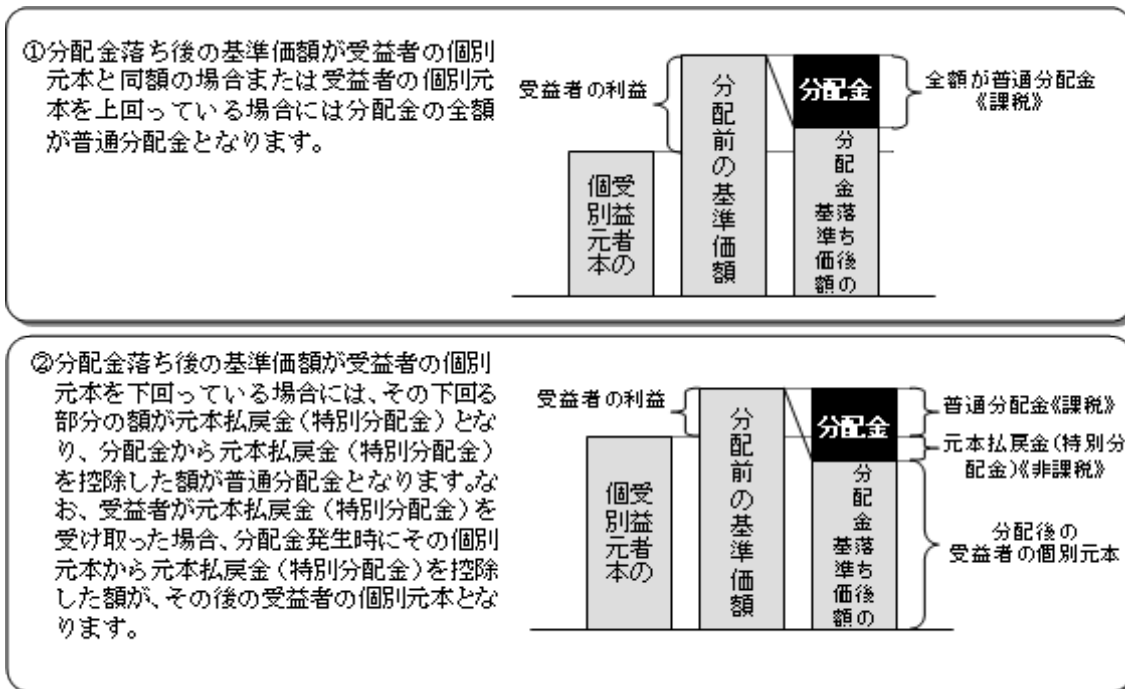 ①分配金落ち後の基準価額が受益者の個別
元本と同額の場合または受益者の個別元
本を上回っている場合には分配金の全額
が普通分配金となります。
受益者の利益
受益者の
個別元本
分配前の基準価額
分配金
分配金落ち後の
基準価額
全額が普通分配金
《課税》
②分配金落ち後の基準価額が受益者の個別
元本を下回っている場合には、その下回る
部分の額が元本払戻金(特別分配金)とな
り、分配金から元本払戻金(特別分配金)
を控除した額が普通分配金となります。な
お、受益者が元本払戻金(特別分配金)を
受け取った場合、分配金発生時にその個別
元本から元本払戻金(特別分配金)を控除
した額が、その後の受益者の個別元本とな
ります。
受益者の利益
受益者の
個別元本
分配前の基準価額
分配金
分配金落ち後の
基準価額
普通分配金《課税》
元本払戻金(特別分
配金)《非課税》
分配後の
受益者の個別元本